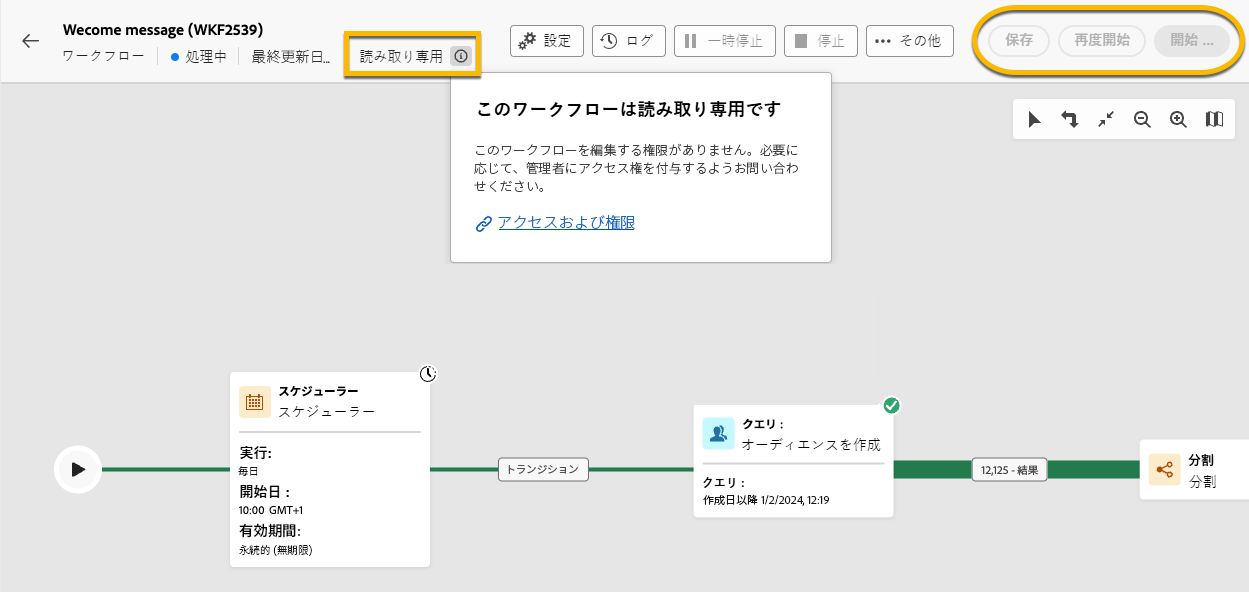 Wecome message (WKF2539)
ワークフロー
処理中
最終更新日...
読み取り専用
設定
ログ
一時停止
停止
その他
保存
再度開始
開始 ...
このワークフローは読み取り専用です
このワークフローを編集する権限がありません。必要に
応じて、管理者にアクセス権を付与するようお問い合わ
せください。
アクセスおよび権限
スケジューラー
スケジューラー
実行:
毎日
開始日 :
10:00 GMT+1
有効期間:
永続的 (無期限)
トランジション
クエリ :
オーディエンスを作成
クエリ :
作成日以降 1/2/2024, 12:19
12,125 - 結果
分割
分割